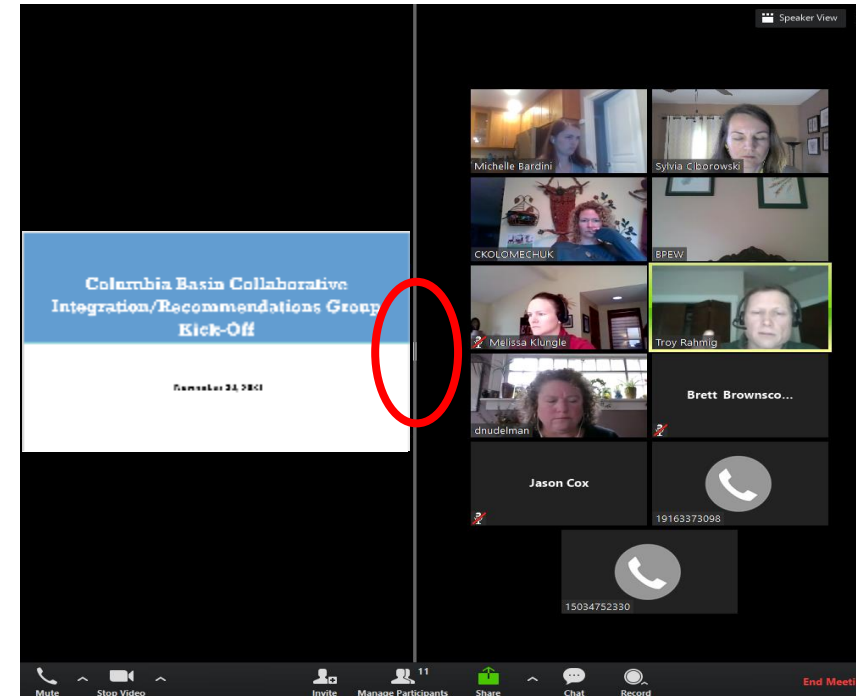 Speaker View
Columbia Basin Collaborative
Integration/Recommendations Group
Kick-Off
Michelle Bardini
Sylvia Ciborowski
CKOLOMECHUK
BPEW
Melissa Klungle
Troy Rahmig
dnudelman
Brett Brownsco...
Jason Cox
19163373098
15034752330
Mute
Stop Video
Invite
Manage Participants
11
Share
Chat
Record
End Meeti